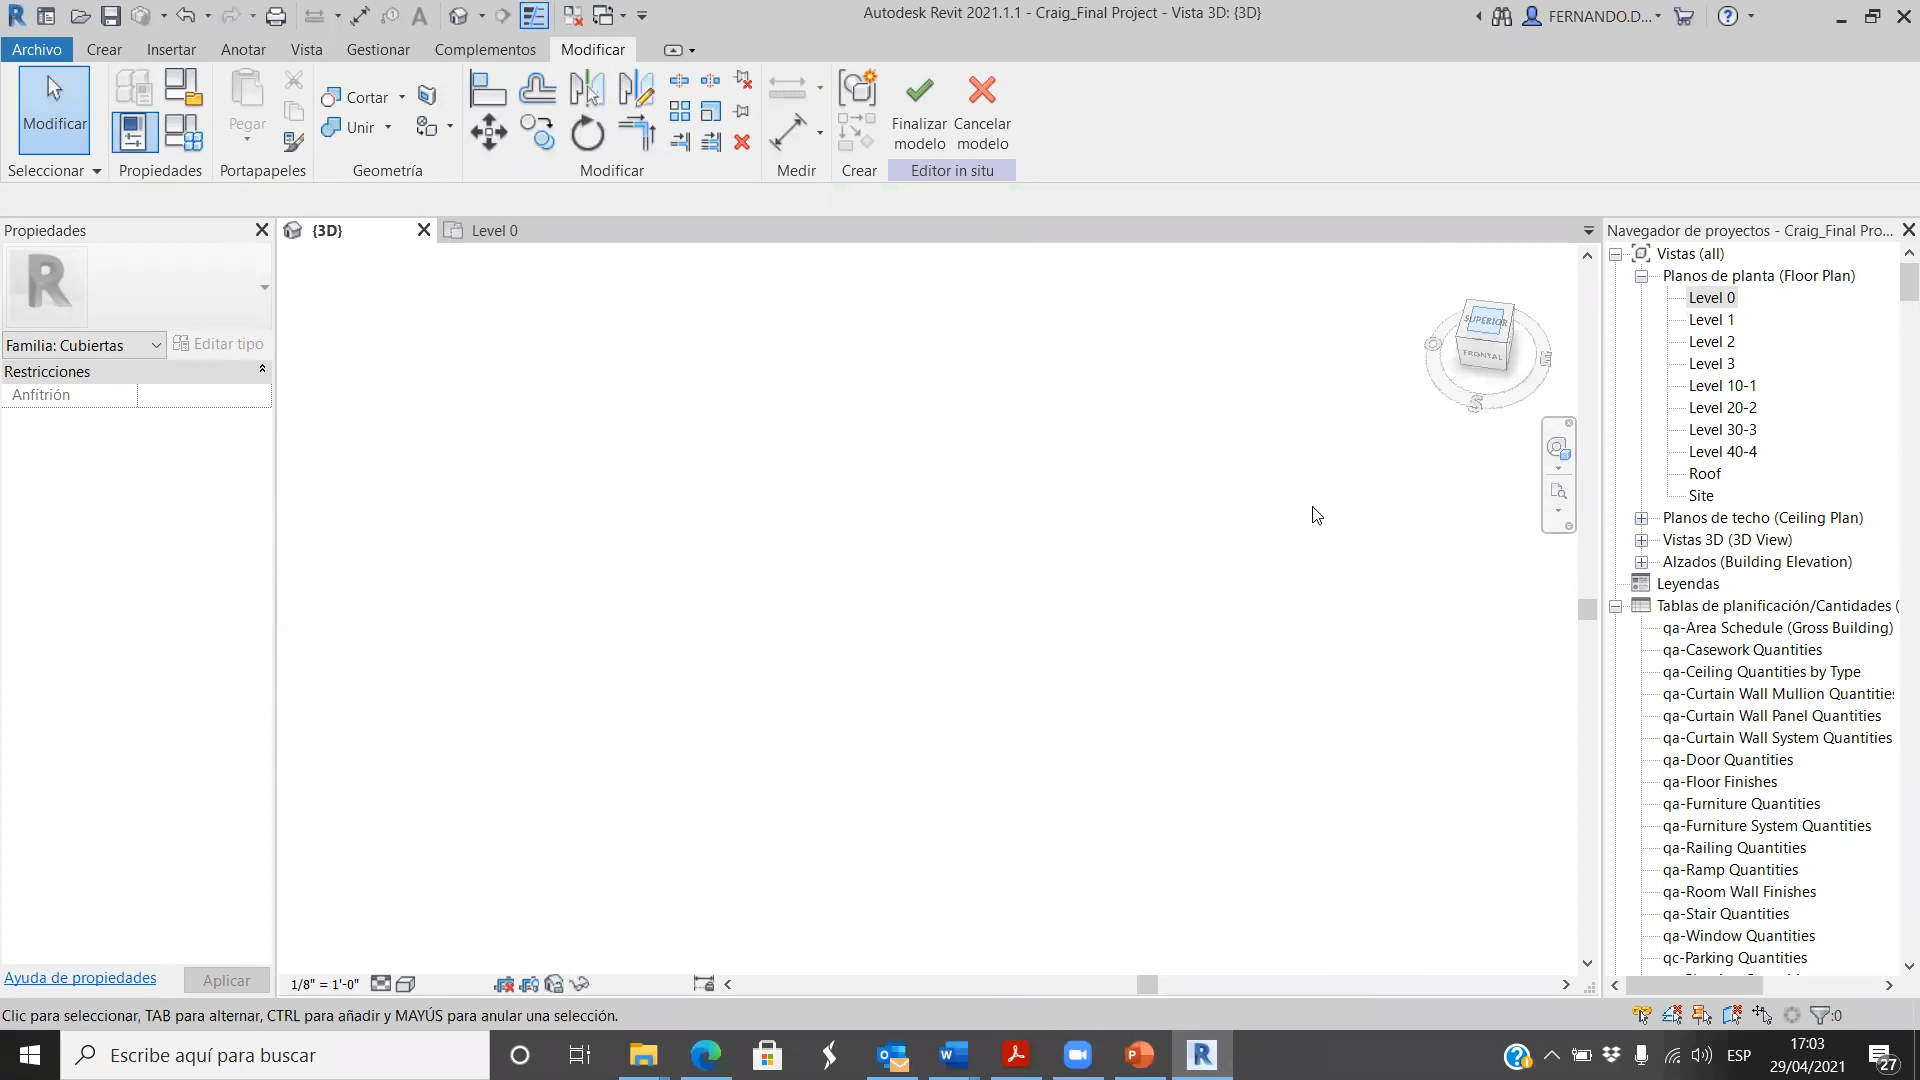 Autodesk Revit 2021.1.1 - Craig_Final Project - Vista 3D: {3D}
FERNANDO.D...
Archivo Crear Insertar Anotar Vista Gestionar Complementos Modificar
Modificar
Pegar
Cortar
Unir
Finalizar modelo
Cancelar modelo
Seleccionar Propiedades Portapapeles Geometría Modificar Medir Crear Editor in situ
Propiedades
{3D}
Level 0
Familia: Cubiertas
Editar tipo
Restricciones
Anfitrión
Ayuda de propiedades
Aplicar
SUPERIOR
FRONTAL
O
E
S
1/8" = 1'-0"
Navegador de proyectos - Craig_Final Pro...
Vistas (all)
Planos de planta (Floor Plan)
Level 0
Level 1
Level 2
Level 3
Level 10-1
Level 20-2
Level 30-3
Level 40-4
Roof
Site
Planos de techo (Ceiling Plan)
Vistas 3D (3D View)
Alzados (Building Elevation)
Leyendas
Tablas de planificación/Cantidades (
qa-Area Schedule (Gross Building)
qa-Casework Quantities
qa-Ceiling Quantities by Type
qa-Curtain Wall Mullion Quantities
qa-Curtain Wall Panel Quantities
qa-Curtain Wall System Quantities
qa-Door Quantities
qa-Floor Finishes
qa-Furniture Quantities
qa-Furniture System Quantities
qa-Railing Quantities
qa-Ramp Quantities
qa-Room Wall Finishes
qa-Stair Quantities
qa-Window Quantities
qc-Parking Quantities
Clic para seleccionar, TAB para alternar, CTRL para añadir y MAYÚS para anular una selección.
:0
Escribe aquí para buscar
ESP
17:03
29/04/2021
27